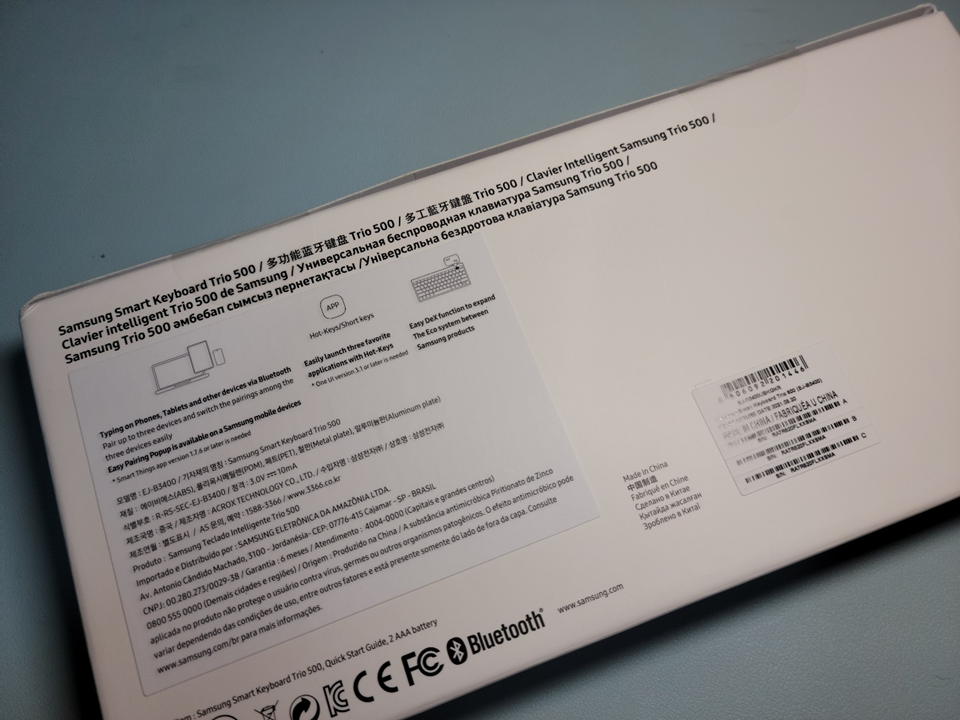 Samsung Smart Keyboard Trio 500 / 多功能蓝牙键盘 Trio 500 / 多工藍牙鍵盤 Trio 500 / Clavier Intelligent Samsung Trio 500 /
Clavier intelligent Trio 500 de Samsung / Универсальная беспроводная клавиатура Samsung Trio 500 /
Samsung Trio 500 әмбебап сымсыз пернетақтасы /Універсальна бездротова клавіатура Samsung Trio 500
Typing on Phones, Tablets and other devices via Bluetooth
Pair up to three devices and switch the pairings among the
three devices easily
Easy Pairing Popup is available on a Samsung mobile devices
* Smart Things app version 1.7.6 or later is needed
APP
Hot-Keys/Short keys
Easily launch three favorite
applications with Hot-Keys
* One UI version 3.1 or later is needed
Easy DeX function to expand
The Eco system between
Samsung products
모델명 : EJ-B3400 / 기자재의 명칭 : Samsung Smart Keyboard Trio 500
재질 : 에이비에스(ABS), 폴리옥시메틸렌(POM), 페트(PET), 철판(Metal plate), 알루미늄판(Aluminum plate)
식별부호 : R-R5-SEC-EJ-B3400 / 정격 : 3.0V 10mA
제조국명 : 중국 / 제조자명 : ACROX TECHNOLOGY CO., LTD. / 수입자명 : 삼성전자㈜ / 상호명 : 삼성전자㈜
제조연월 : 별도표시 / AS 문의, 예약 : 1588-3366 / www.3366.co.kr
Produto : Samsung Teclado Intelligente Trio 500
Importado e Distribuído por : SAMSUNG ELETRÔNICA DA AMAZÔNIA LTDA.
Av. Antonio Cândido Machado, 3100 - Jordanésia- CEP: 07776-415 Cajamar - SP - BRASIL
CNPJ: 00.280.273/0029-38 / Garantia : 6 meses / Atendimento : 4004-0000 (Capitais e grandes centros)
0800 555 0000 (Demais cidades e regiões) / Origem : Produzido na China / A substância antimicróbica Piritionato de Zinco
aplicada no produto não protege o usuário contra vírus, germes ou outros organismos patogênicos. O efeito antimicróbico pode
variar dependendo das condições de uso, entre outros fatores e está presente somente do lado de fora da capa. Consulte
www.samsung.com/br para mais informações.
Made in China
中国制造
Fabriqué en Chine
Сделано в Китае
Қытайда жасалған
Зроблено в Китаї
8 806092 201446
Samsung Smart Keyboard Trio 500 (EJ-B3400)
MADE IN CHINA / FABRIQUÉ AU CHINA
A
B
C
: Samsung Smart Keyboard Trio 500, Quick Start Guide, 2 AAA battery
CE FC Bluetooth®
www.samsung.com